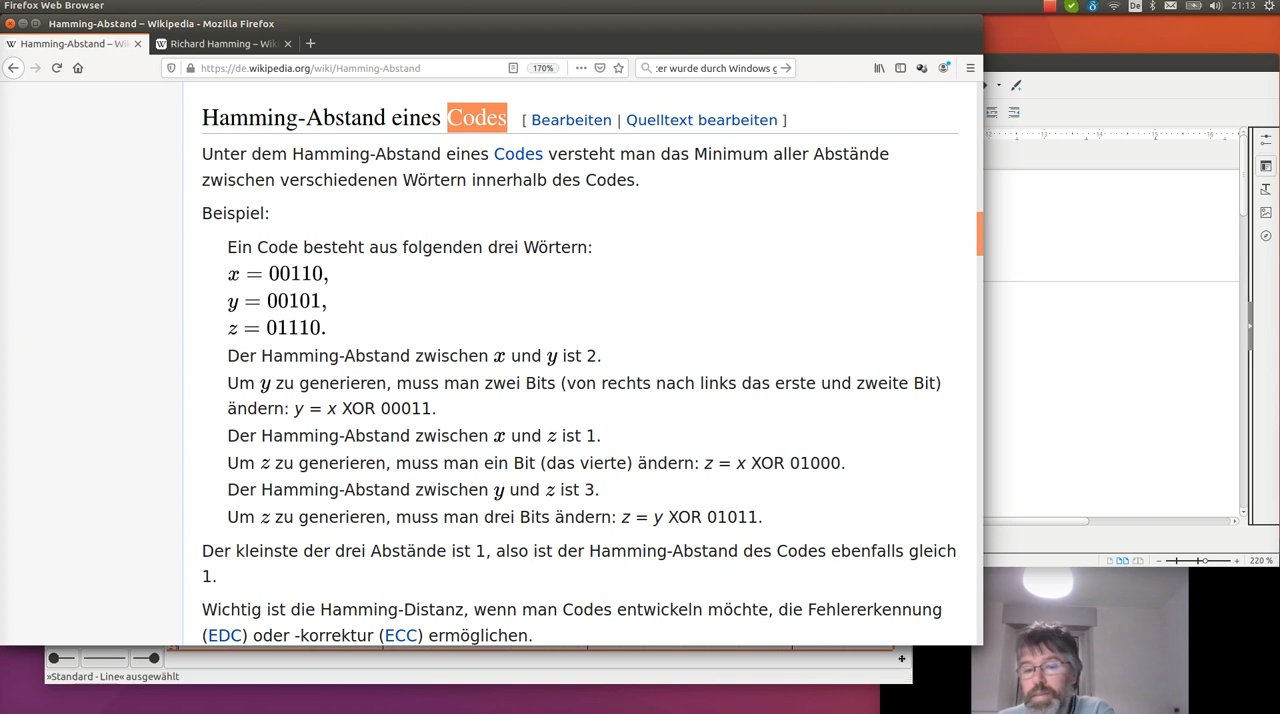 Firefox Web Browser
De
21:13
Hamming-Abstand – Wikipedia - Mozilla Firefox
Hamming-Abstand – Wi
Richard Hamming – Wi
https://de.wikipedia.org/wiki/Hamming-Abstand
170%
:er wurde durch Windows g
Hamming-Abstand eines Codes [ Bearbeiten | Quelltext bearbeiten ]
Unter dem Hamming-Abstand eines Codes versteht man das Minimum aller Abstände
zwischen verschiedenen Wörtern innerhalb des Codes.
Beispiel:
Ein Code besteht aus folgenden drei Wörtern:
x = 00110,
y = 00101,
z = 01110.
Der Hamming-Abstand zwischen x und y ist 2.
Um y zu generieren, muss man zwei Bits (von rechts nach links das erste und zweite Bit)
ändern: y = x XOR 00011.
Der Hamming-Abstand zwischen x und z ist 1.
Um z zu generieren, muss man ein Bit (das vierte) ändern: z = x XOR 01000.
Der Hamming-Abstand zwischen y und z ist 3.
Um z zu generieren, muss man drei Bits ändern: z = y XOR 01011.
Der kleinste der drei Abstände ist 1, also ist der Hamming-Abstand des Codes ebenfalls gleich
1.
Wichtig ist die Hamming-Distanz, wenn man Codes entwickeln möchte, die Fehlererkennung
(EDC) oder -korrektur (ECC) ermöglichen.
220 %
»Standard - Line« ausgewählt